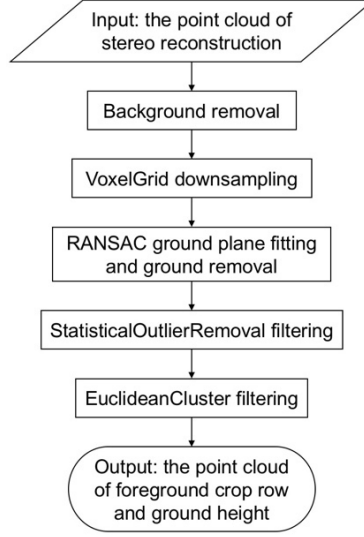 Input: the point cloud of
stereo reconstruction
Background removal
VoxelGrid downsampling
RANSAC ground plane fitting
and ground removal
StatisticalOutlierRemoval filtering
EuclideanCluster filtering
Output: the point cloud
of foreground crop row
and ground height